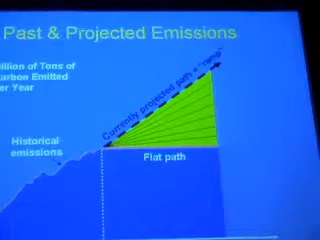 Past & Projected Emissions
illion of Tons of
arbon Emitted
er Year
Currently projected path = "ramp"
Historical
emissions
Flat path